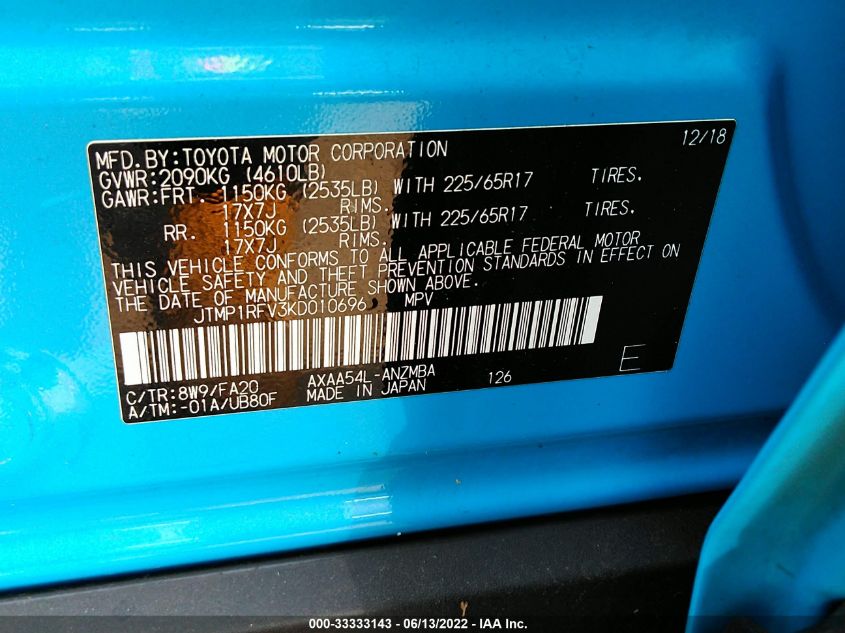 12/18
MFD.BY:TOYOTA MOTOR CORPORATION
GVWR:2090KG (4610LB)
GAWR:FRT. 1150KG (2535LB) WITH 225/65R17 TIRES.
17X7J RIMS.
RR. 1150KG (2535LB) WITH 225/65R17 TIRES.
17X7J RIMS.
THIS VEHICLE CONFORMS TO ALL APPLICABLE FEDERAL MOTOR
VEHICLE SAFETY AND THEFT PREVENTION STANDARDS IN EFFECT ON
THE DATE OF MANUFACTURE SHOWN ABOVE.
JTMP1RFV3KD010696 MPV
C/TR:8W9/FA20 AXAA54L-ANZMBA 126 E
A/TM:-01A/UB80F MADE IN JAPAN
000-33333143 - 06/13/2022 - IAA Inc.